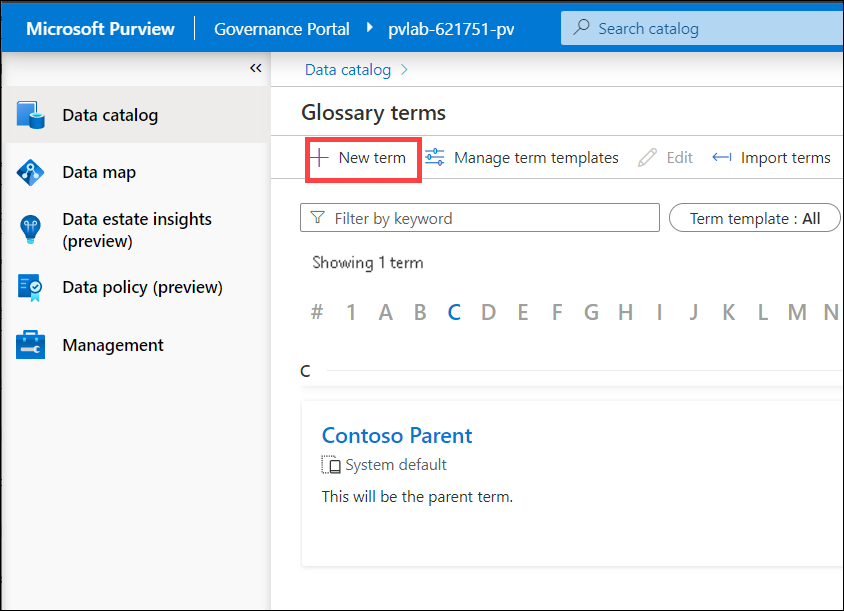 Microsoft Purview Governance Portal pvlab-621751-pv Search catalog
Data catalog
Glossary terms
New term Manage term templates Edit Import terms
Filter by keyword Term template : All
Showing 1 term
# 1 A B C D E F G H I J K L M N
C
Contoso Parent
System default
This will be the parent term.
Data catalog
Data map
Data estate insights
(preview)
Data policy (preview)
Management